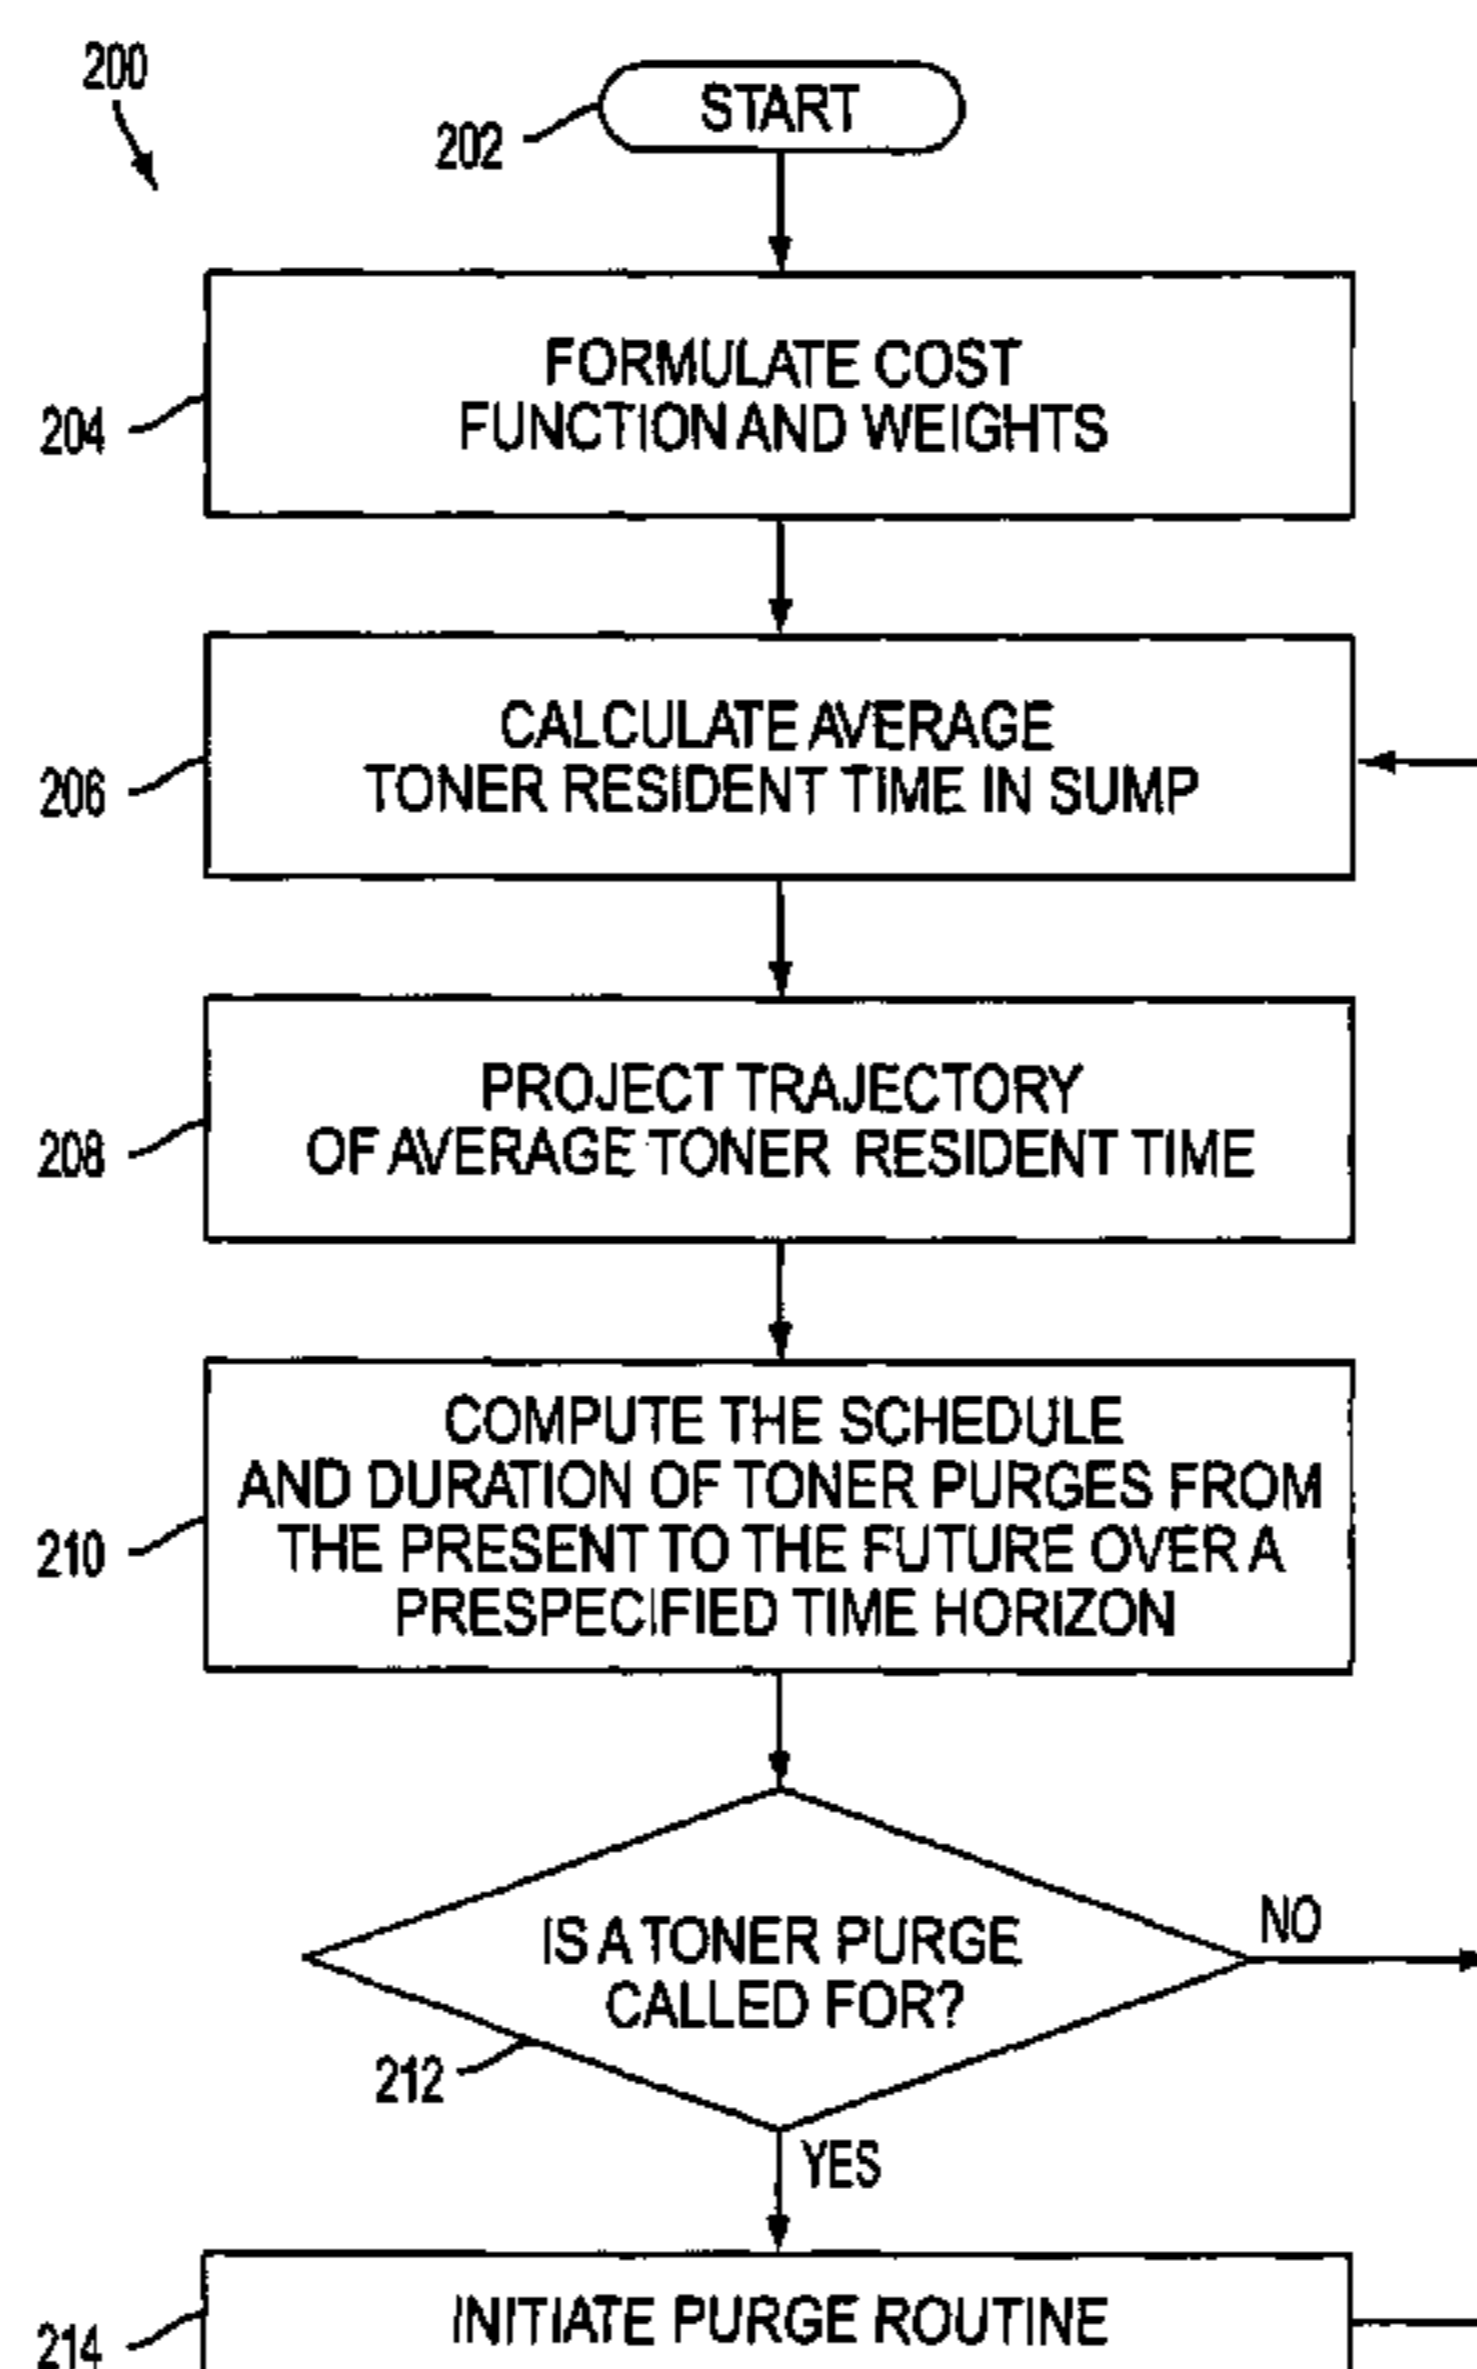 200
START
202
FORMULATE COST
FUNCTION AND WEIGHTS
204
CALCULATE AVERAGE
TONER RESIDENT TIME IN SUMP
206
PROJECT TRAJECTORY
OF AVERAGE TONER RESIDENT TIME
208
COMPUTE THE SCHEDULE
AND DURATION OF TONER PURGES FROM
THE PRESENT TO THE FUTURE OVER A
PRESPECIFIED TIME HORIZON
210
IS A TONER PURGE
CALLED FOR?
NO
212
YES
INITIATE PURGE ROUTINE
214